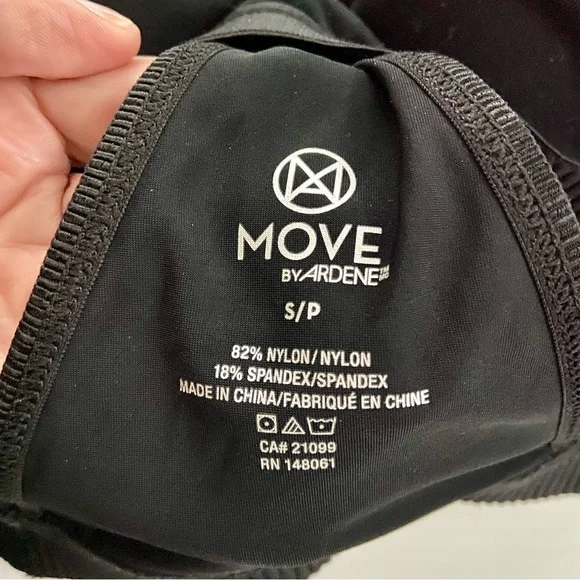 MOVE
BY ARDENE
S/P
82% NYLON/NYLON
18% SPANDEX/SPANDEX
MADE IN CHINA/FABRIQUÉ EN CHINE
CA# 21099
RN 148061